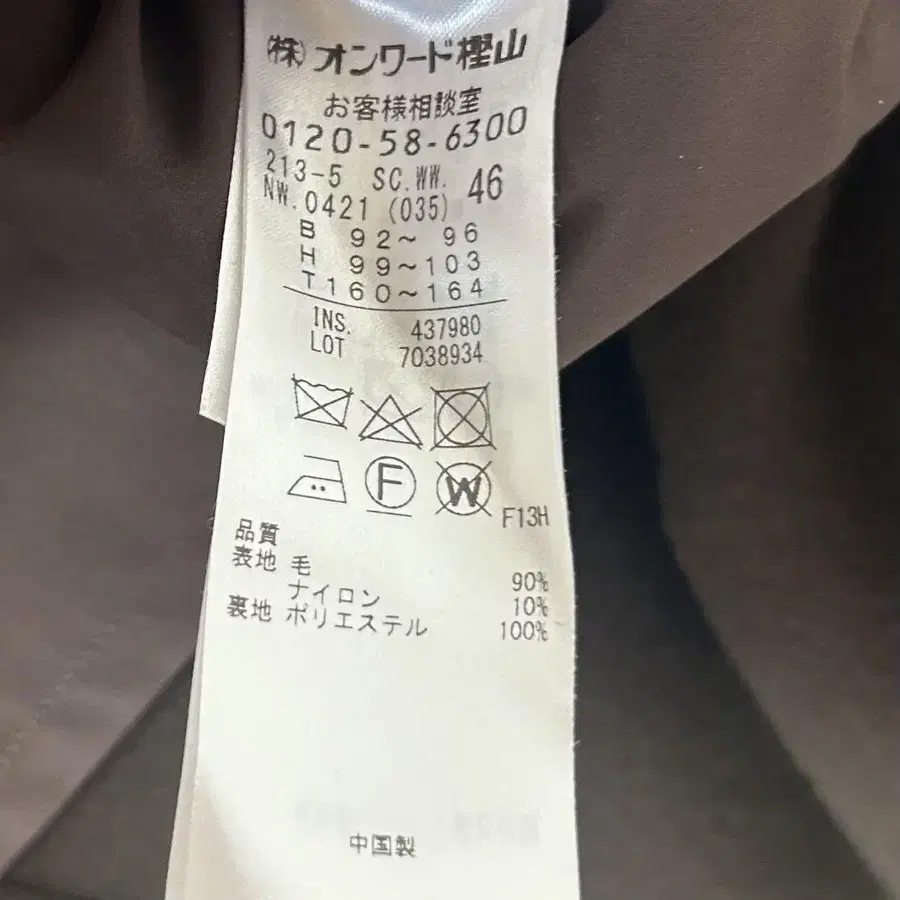 (株) オンワード樫山
お客様相談室
0120-58-6300
213-5 SC.WW. 46
NW.0421 (035)
B 92～ 96
H 99～103
T160～164
INS. 437980
LOT 7038934
F W
F13H
品質
表地 毛 90%
ナイロン 10%
裏地 ポリエステル 100%
中国製